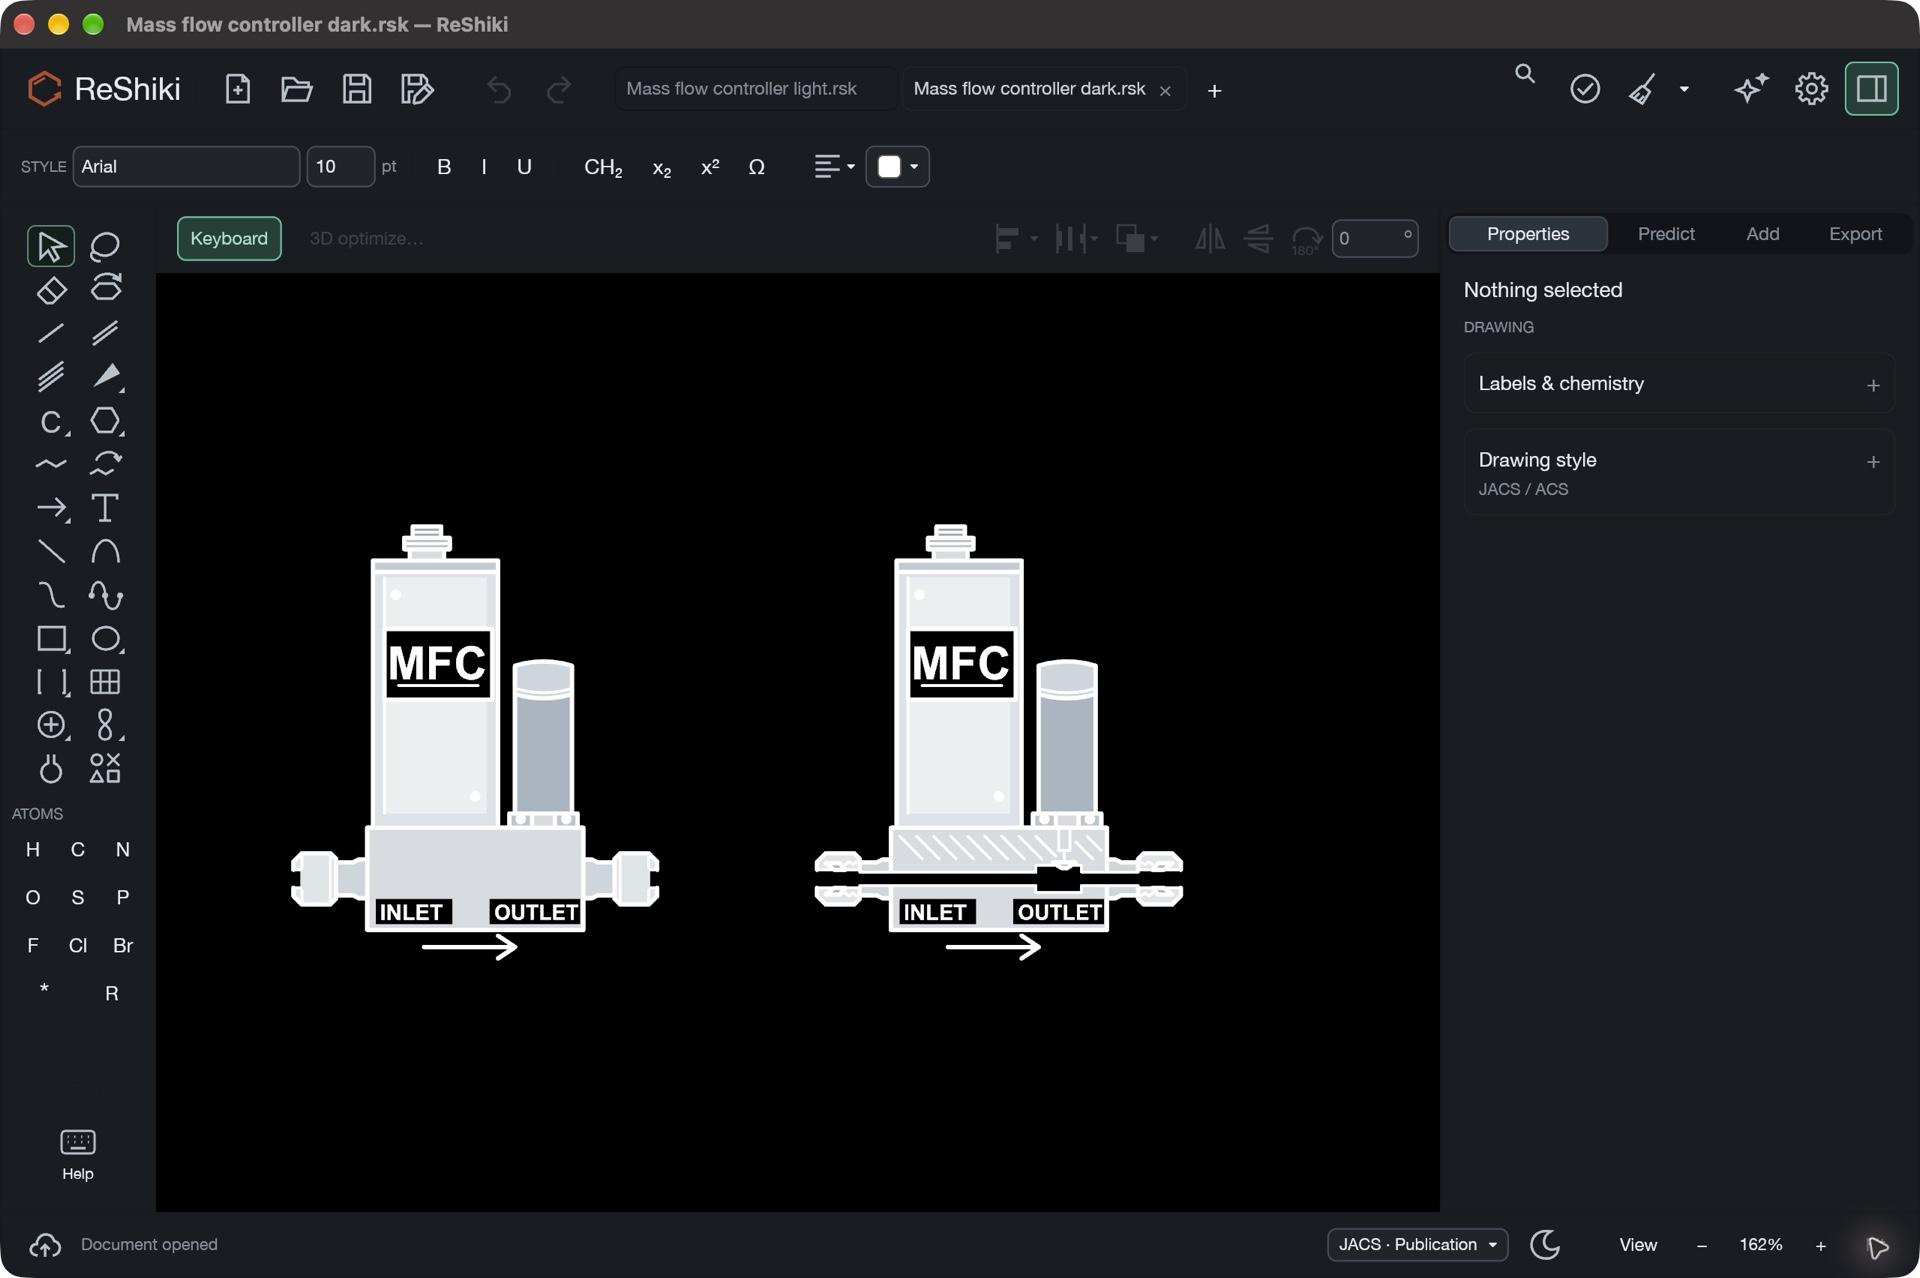 Mass flow controller dark.rsk — ReShiki
ReShiki
Mass flow controller light.rsk
Mass flow controller dark.rsk
STYLE
Arial
10
pt
B
I
U
CH₂
x₂
x²
Ω
Keyboard
3D optimize…
180°
0
°
Properties
Predict
Add
Export
Nothing selected
DRAWING
Labels & chemistry
Drawing style
JACS / ACS
C
T
ATOMS
H C N
O S P
F Cl Br
* R
Help
MFC
INLET
OUTLET
MFC
INLET
OUTLET
Document opened
JACS · Publication
View
−
162%
+